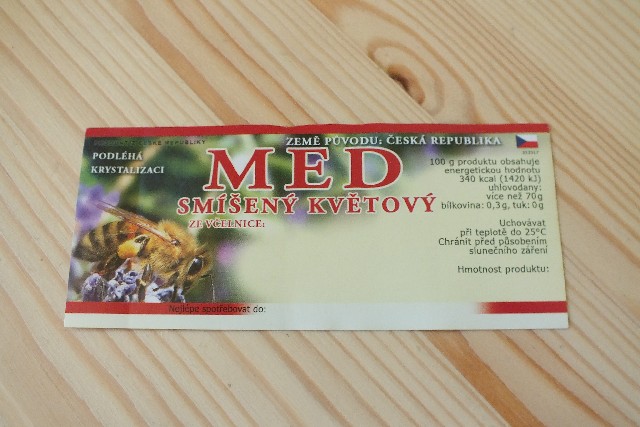 ČESKÉ REPUBLIKY
ZEMĚ PŮVODU: ČESKÁ REPUBLIKA
PODLÉHÁ
KRYSTALIZACI
MED
SMÍŠENÝ KVĚTOVÝ
ZE VČELNICE:
100 g produktu obsahuje
energetickou hodnotu
340 kcal (1420 kJ)
uhlovodany:
více než 70g
bílkovina: 0,3g, tuk: 0g
Uchovávat
při teplotě do 25°C
Chránit před působením
slunečního záření
Hmotnost produktu:
Nejlépe spotřebovat do: